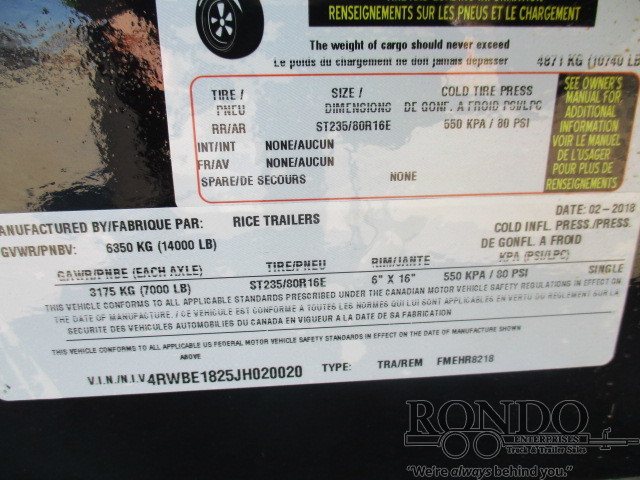 RENSEIGNEMENTS SUR LES PNEUS ET LE CHARGEMENT
The weight of cargo should never exceed
Le poids du chargement ne doit jamais dépasser 4871 KG (10740 LB
TIRE / SIZE / COLD TIRE PRESS
PNEU DIMENSIONS DE GONF. A FROID PSI/LPC
RR/AR ST235/80R16E 550 KPA / 80 PSI
INT/INT NONE/AUCUN
FR/AV NONE/AUCUN
SPARE/DE SECOURS NONE
SEE OWNER'S
MANUAL FOR
ADDITIONAL
INFORMATION
VOIR LE MANUEL
DE L'USAGER
POUR PLUS DE
RENSEIGNEMENTS
DATE: 02-2018
ANUFACTURED BY/FABRIQUE PAR: RICE TRAILERS COLD INFL. PRESS./PRESS.
GVWR/PNBV: 6350 KG (14000 LB) DE GONFL. A FROID
GAWR/PNBE (EACH AXLE) TIRE/PNEU RIM/JANTE KPA (PSI/LPC)
3175 KG (7000 LB) ST235/80R16E 6" X 16" 550 KPA / 80 PSI SINGLE
THIS VEHICLE CONFORMS TO ALL APPLICABLE STANDARDS PRESCRIBED UNDER THE CANADIAN MOTOR VEHICLE SAFETY REGULATIONS IN EFFECT ON
THE DATE OF MANUFACTURE. / CE VEHICULE EST CONFORME A TOUTES LES NORMES QUI LUI SONT APPLICABLES EN VERTU DU REGLEMENT SUR LA
SECURITE DES VEHICULES AUTOMOBILES DU CANADA EN VIGUEUR A LA DATE DE SA FABRICATION
THIS VEHICLE CONFORMS TO ALL APPLICABLE US FEDERAL MOTOR VEHICLE SAFETY STANDARDS IN EFFECT ON THE DATE OF MANUFACTURE SHOWN
ABOVE
V.I.N./N.I.V 4RWBE1825JH020020 TYPE: TRA/REM FMEHR8218
RONDO
ENTERPRISES
Truck & Trailer Sales
"We're always behind you."